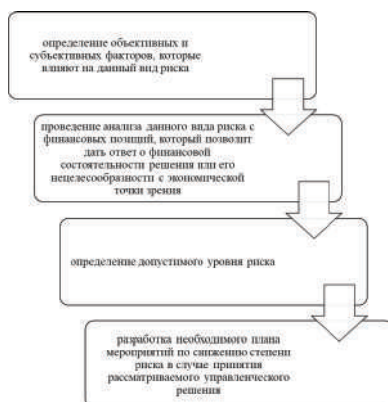 определение объективных и
субъективных факторов, которые
влияют на данный вид риска
проведение анализа данного вида риска с
финансовых позиций, который позволит
дать ответ о финансовой
состоятельности решения или его
нецелесообразности с экономической
точки зрения
определение допустимого уровня риска
разработка необходимого плана
мероприятий по снижению степени
риска в случае принятия
рассматриваемого управленческого
решения